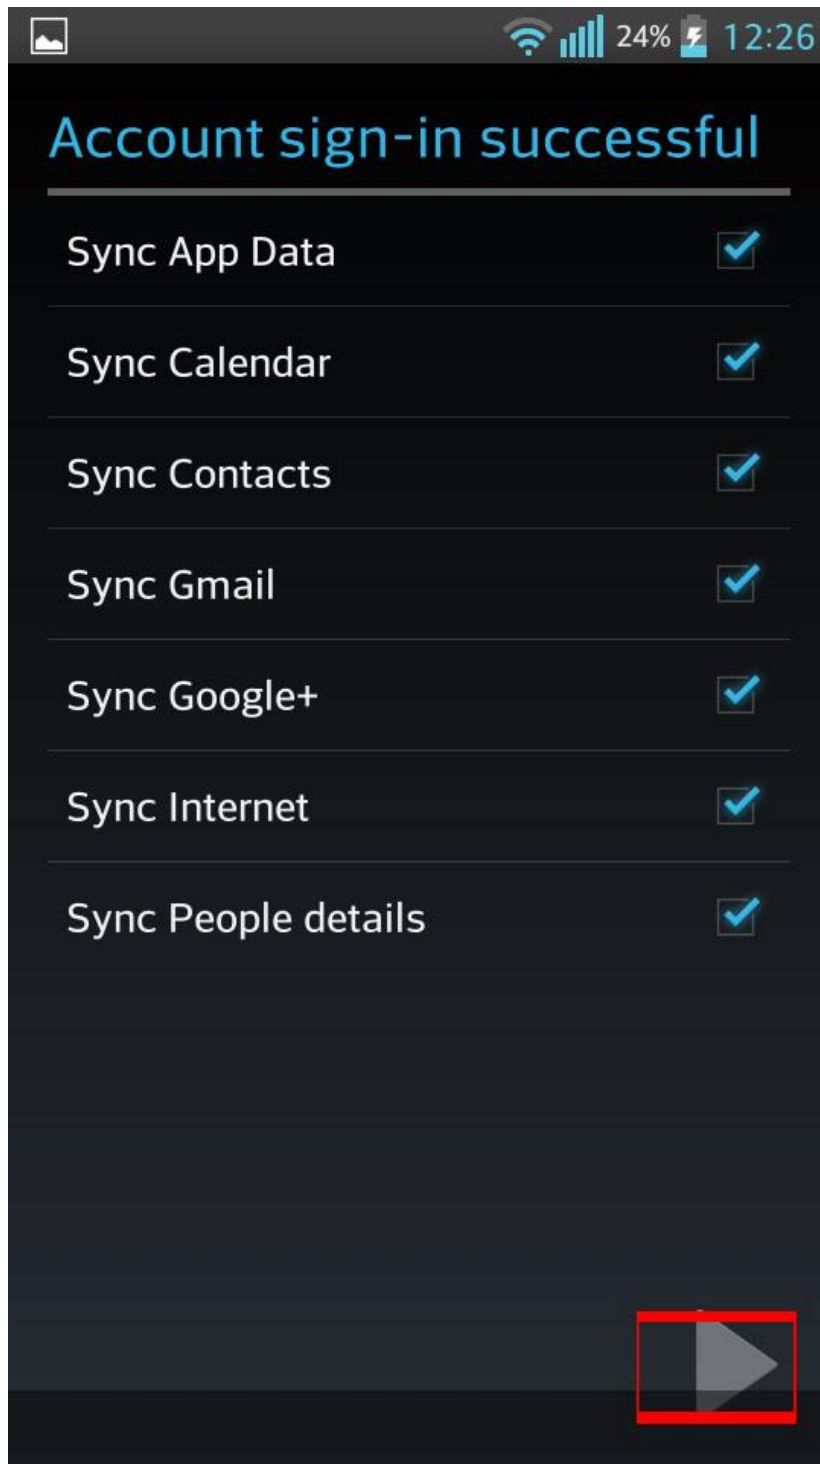 24% 12:26
Account sign-in successful
Sync App Data
Sync Calendar
Sync Contacts
Sync Gmail
Sync Google+
Sync Internet
Sync People details